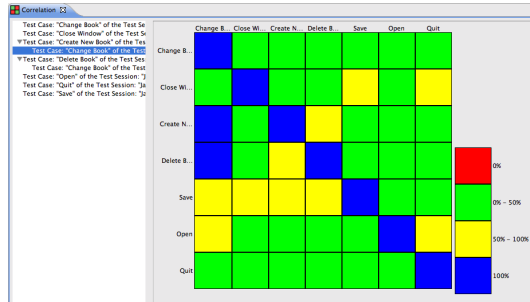 Correlation
Test Case: "Change Book" of the Test Se
Test Case: "Close Window" of the Test S
Test Case: "Create New Book" of the Tes
Test Case: "Change Book" of the Test
Test Case: "Delete Book" of the Test Ses
Test Case: "Change Book" of the Test
Test Case: "Open" of the Test Session: "J
Test Case: "Quit" of the Test Session: "Ja
Test Case: "Save" of the Test Session: "Ja
Change B... Close Wi... Create N... Delete B... Save Open Quit
Change B...
Close Wi...
Create N...
Delete B...
Save
Open
Quit
0%
0% - 50%
50% - 100%
100%